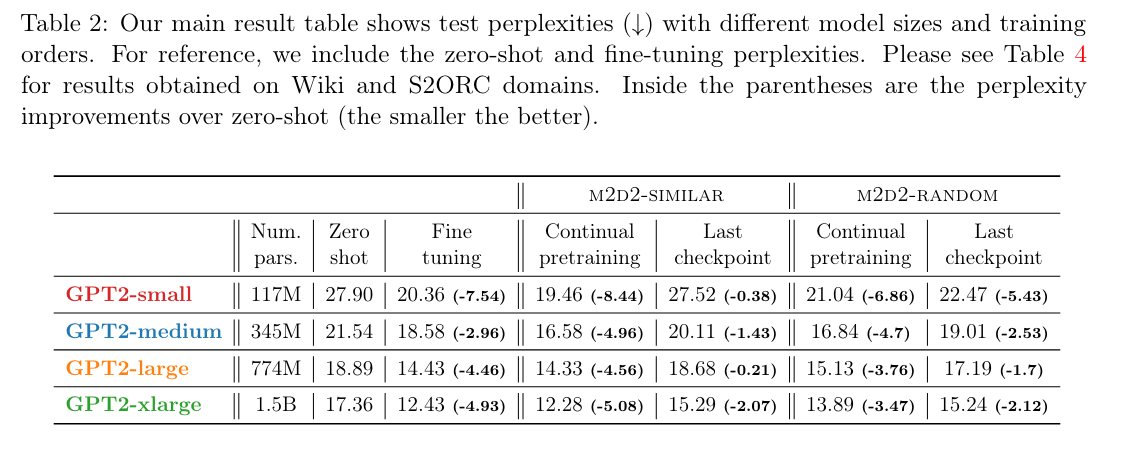 Table 2: Our main result table shows test perplexities (↓) with different model sizes and training
orders. For reference, we include the zero-shot and fine-tuning perplexities. Please see Table 4
for results obtained on Wiki and S2ORC domains. Inside the parentheses are the perplexity
improvements over zero-shot (the smaller the better).
M2D2-SIMILAR M2D2-RANDOM
Num. Zero Fine Continual Last Continual Last
pars. shot tuning pretraining checkpoint pretraining checkpoint
GPT2-small 117M 27.90 20.36 (-7.54) 19.46 (-8.44) 27.52 (-0.38) 21.04 (-6.86) 22.47 (-5.43)
GPT2-medium 345M 21.54 18.58 (-2.96) 16.58 (-4.96) 20.11 (-1.43) 16.84 (-4.7) 19.01 (-2.53)
GPT2-large 774M 18.89 14.43 (-4.46) 14.33 (-4.56) 18.68 (-0.21) 15.13 (-3.76) 17.19 (-1.7)
GPT2-xlarge 1.5B 17.36 12.43 (-4.93) 12.28 (-5.08) 15.29 (-2.07) 13.89 (-3.47) 15.24 (-2.12)